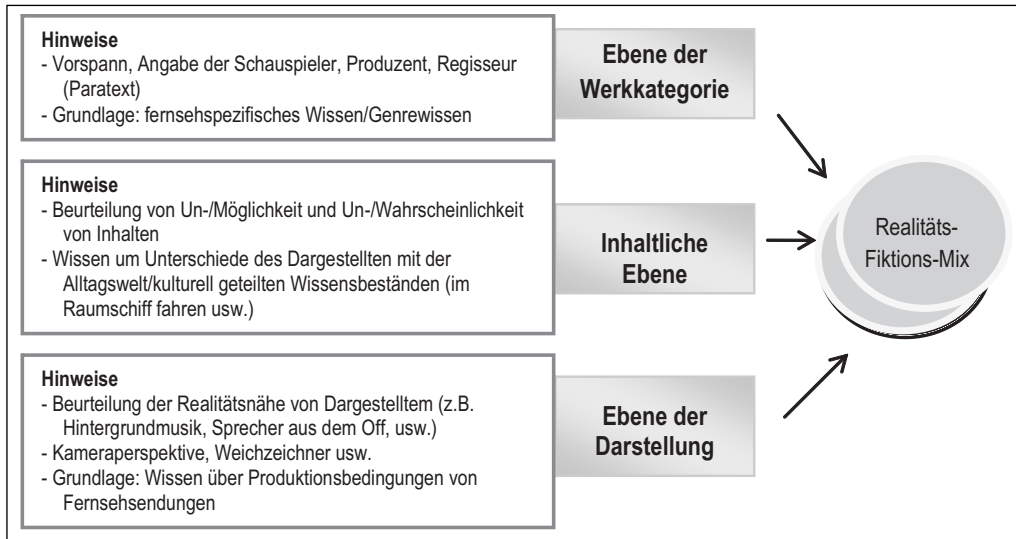 Hinweise
- Vorspann, Angabe der Schauspieler, Produzent, Regisseur
(Paratext)
- Grundlage: fernsehspezifisches Wissen/Genrewissen
Ebene der
Werkkategorie
Hinweise
- Beurteilung von Un-/Möglichkeit und Un-/Wahrscheinlichkeit
von Inhalten
- Wissen um Unterschiede des Dargestellten mit der
Alltagswelt/kulturell geteilten Wissensbeständen (im
Raumschiff fahren usw.)
Inhaltliche
Ebene
Realitäts-
Fiktions-Mix
Hinweise
- Beurteilung der Realitätsnähe von Dargestelltem (z.B.
Hintergrundmusik, Sprecher aus dem Off, usw.)
- Kameraperspektive, Weichzeichner usw.
- Grundlage: Wissen über Produktionsbedingungen von
Fernsehsendungen
Ebene der
Darstellung